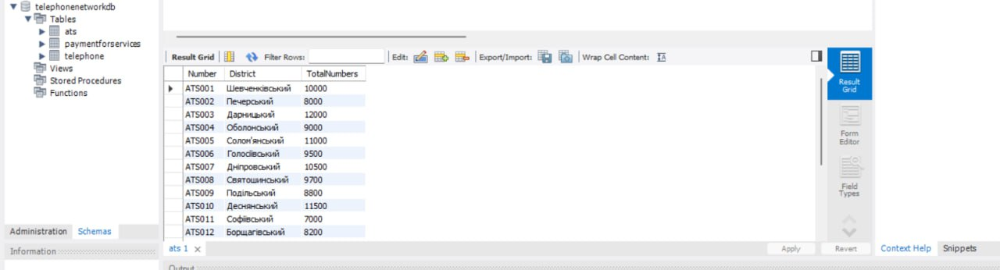 telephonenetworkdb
Tables
ats
paymentforservices
telephone
Views
Stored Procedures
Functions
Administration Schemas
Information
Result Grid Filter Rows: Edit: Export/Import: Wrap Cell Content:
Number District TotalNumbers
ATS001 Шевченківський 10000
ATS002 Печерський 8000
ATS003 Дарницький 12000
ATS004 Оболонський 9000
ATS005 Солом'янський 11000
ATS006 Голосіївський 9500
ATS007 Дніпровський 10500
ATS008 Святошинський 9700
ATS009 Подільський 8800
ATS010 Деснянський 11500
ATS011 Софіївський 7000
ATS012 Борщагівський 8200
Result
Grid
Form
Editor
Field
Types
ats 1 Apply Revert Context Help Snippets
Output